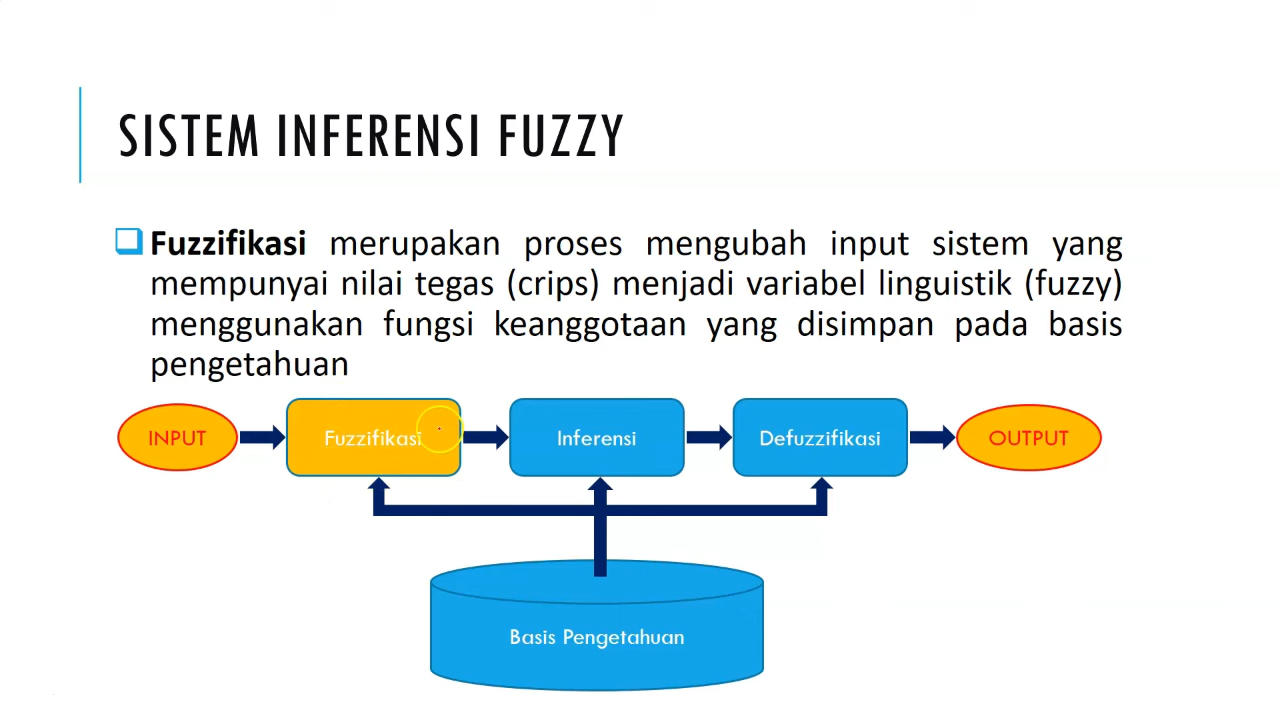 SISTEM INFERENSI FUZZY
Fuzzifikasi merupakan proses mengubah input sistem yang
mempunyai nilai tegas (crips) menjadi variabel linguistik (fuzzy)
menggunakan fungsi keanggotaan yang disimpan pada basis
pengetahuan
INPUT
Fuzzifikasi
Inferensi
Defuzzifikasi
OUTPUT
Basis Pengetahuan